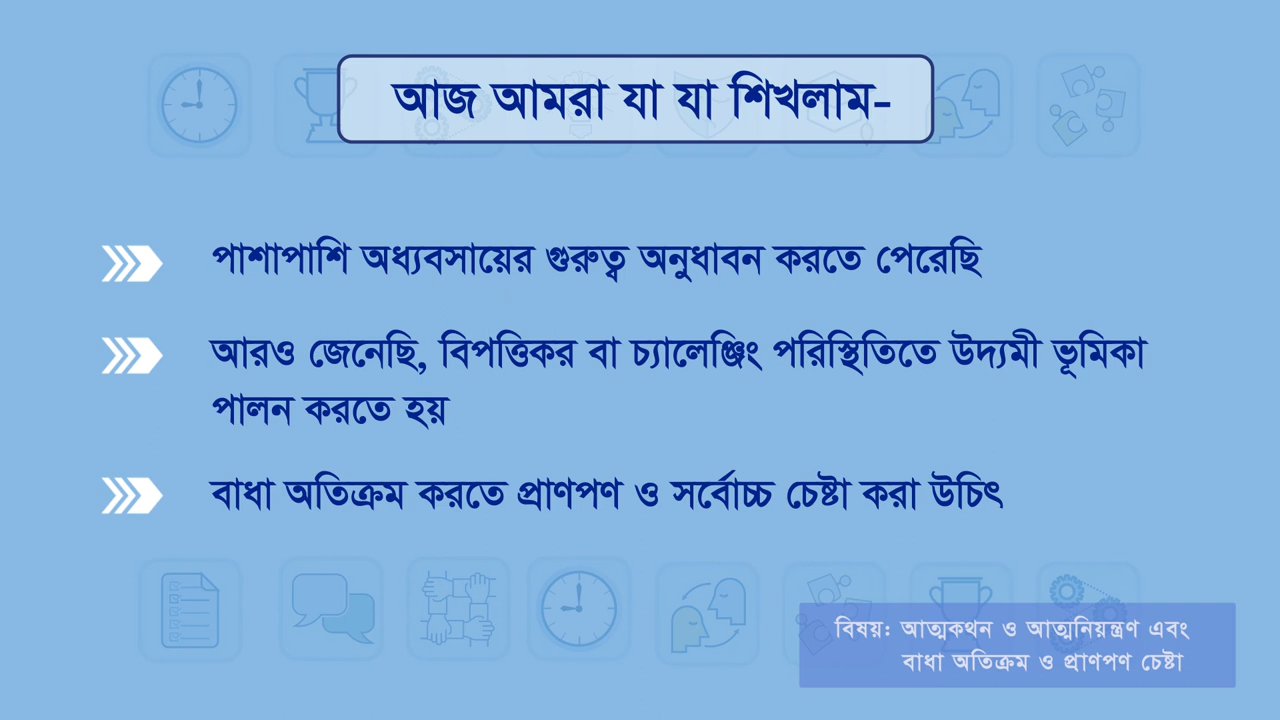 আজ আমরা যা যা শিখলাম-
পাশাপাশি অধ্যবসায়ের গুরুত্ব অনুধাবন করতে পেরেছি
আরও জেনেছি, বিপত্তিকর বা চ্যালেঞ্জিং পরিস্থিতিতে উদ্যমী ভূমিকা
পালন করতে হয়
বাধা অতিক্রম করতে প্রাণপণ ও সর্বোচ্চ চেষ্টা করা উচিৎ
বিষয়: আত্মকথন ও আত্মনিয়ন্ত্রণ এবং
বাধা অতিক্রম ও প্রাণপণ চেষ্টা